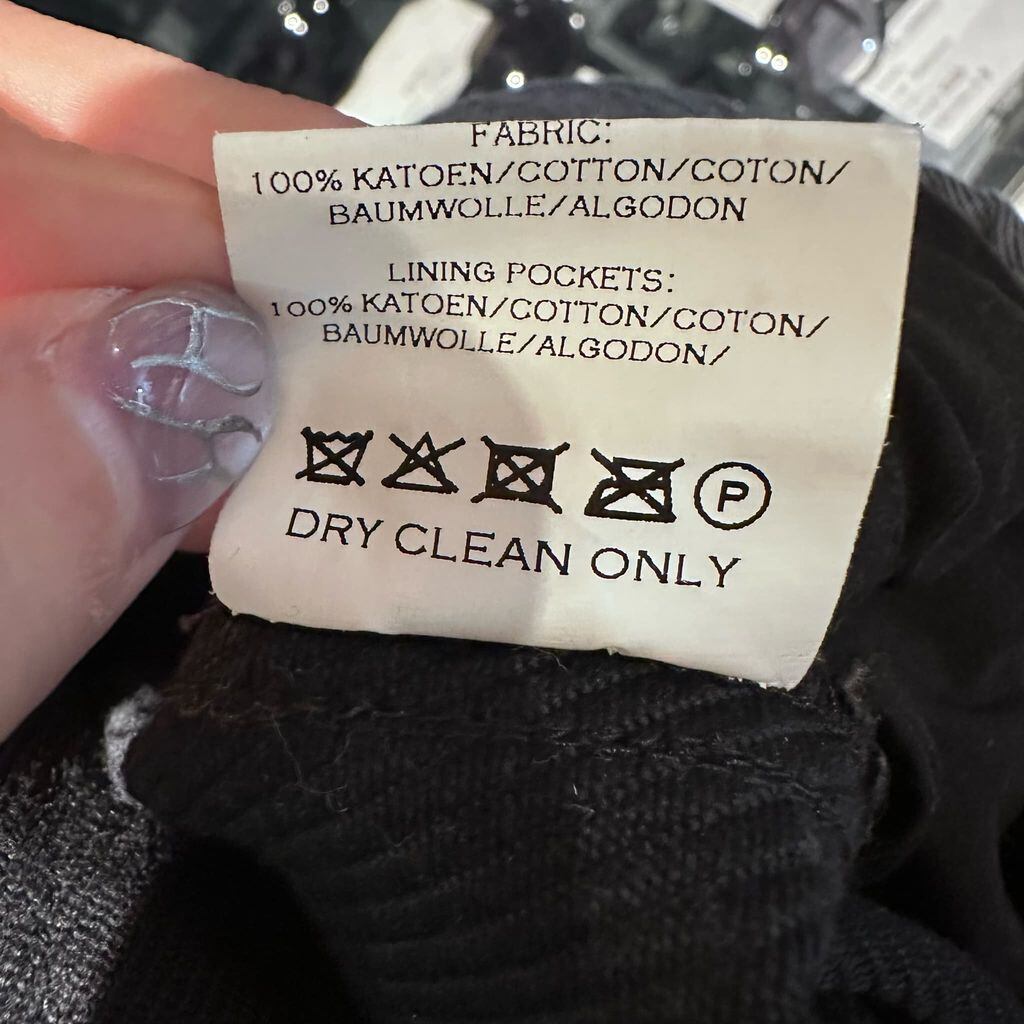 FABRIC:
100% KATOEN/COTTON/COTON/
BAUMWOLLE/ALGODON
LINING POCKETS:
100% KATOEN/COTTON/COTON/
BAUMWOLLE/ALGODON/
P
DRY CLEAN ONLY